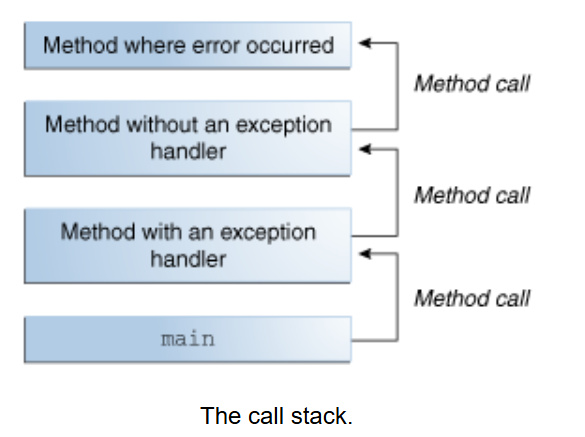 Method where error occurred
Method call
Method without an exception
handler
Method call
Method with an exception
handler
Method call
main
The call stack.